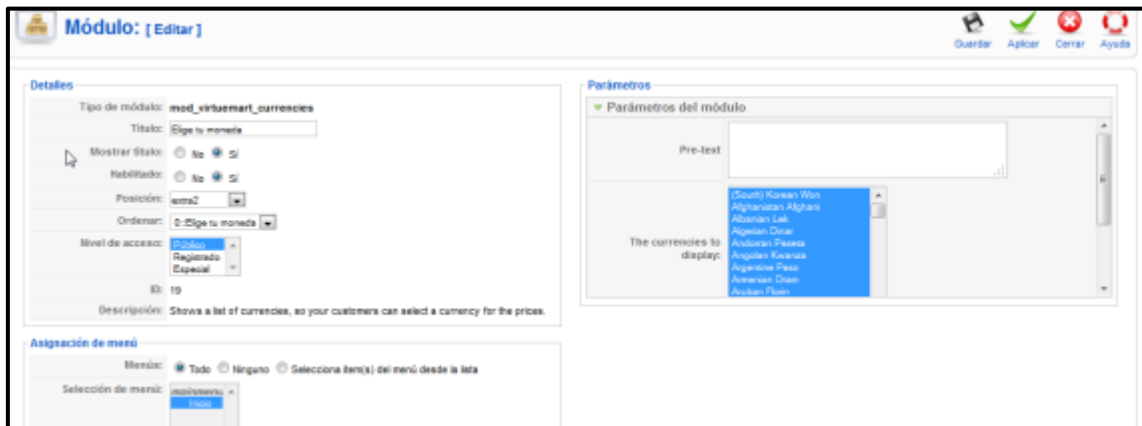 Módulo: [ Editar ]
Guardar Aplicar Cerrar Ayuda
Detalles
Tipo de módulo: mod_virtuemart_currencies
Título: Elige tu moneda
Mostrar título: No Sí
Habilitado: No Sí
Posición: extra2
Ordenar: 0::Elige tu moneda
Nivel de acceso: Público
Registrado
Especial
ID: 19
Descripción: Shows a list of currencies, so your customers can select a currency for the prices.
Asignación de menú
Menús: Todo Ninguno Selecciona ítem(s) del menú desde la lista
Selección de menú: mainmenu
Inicio
Parámetros
Parámetros del módulo
Pre-text
The currencies to display:
(South) Korean Won
Afghanistan Afghani
Albanian Lek
Algerian Dinar
Andorran Peseta
Angolan Kwanza
Argentine Peso
Armenian Dram
Aruban Florin